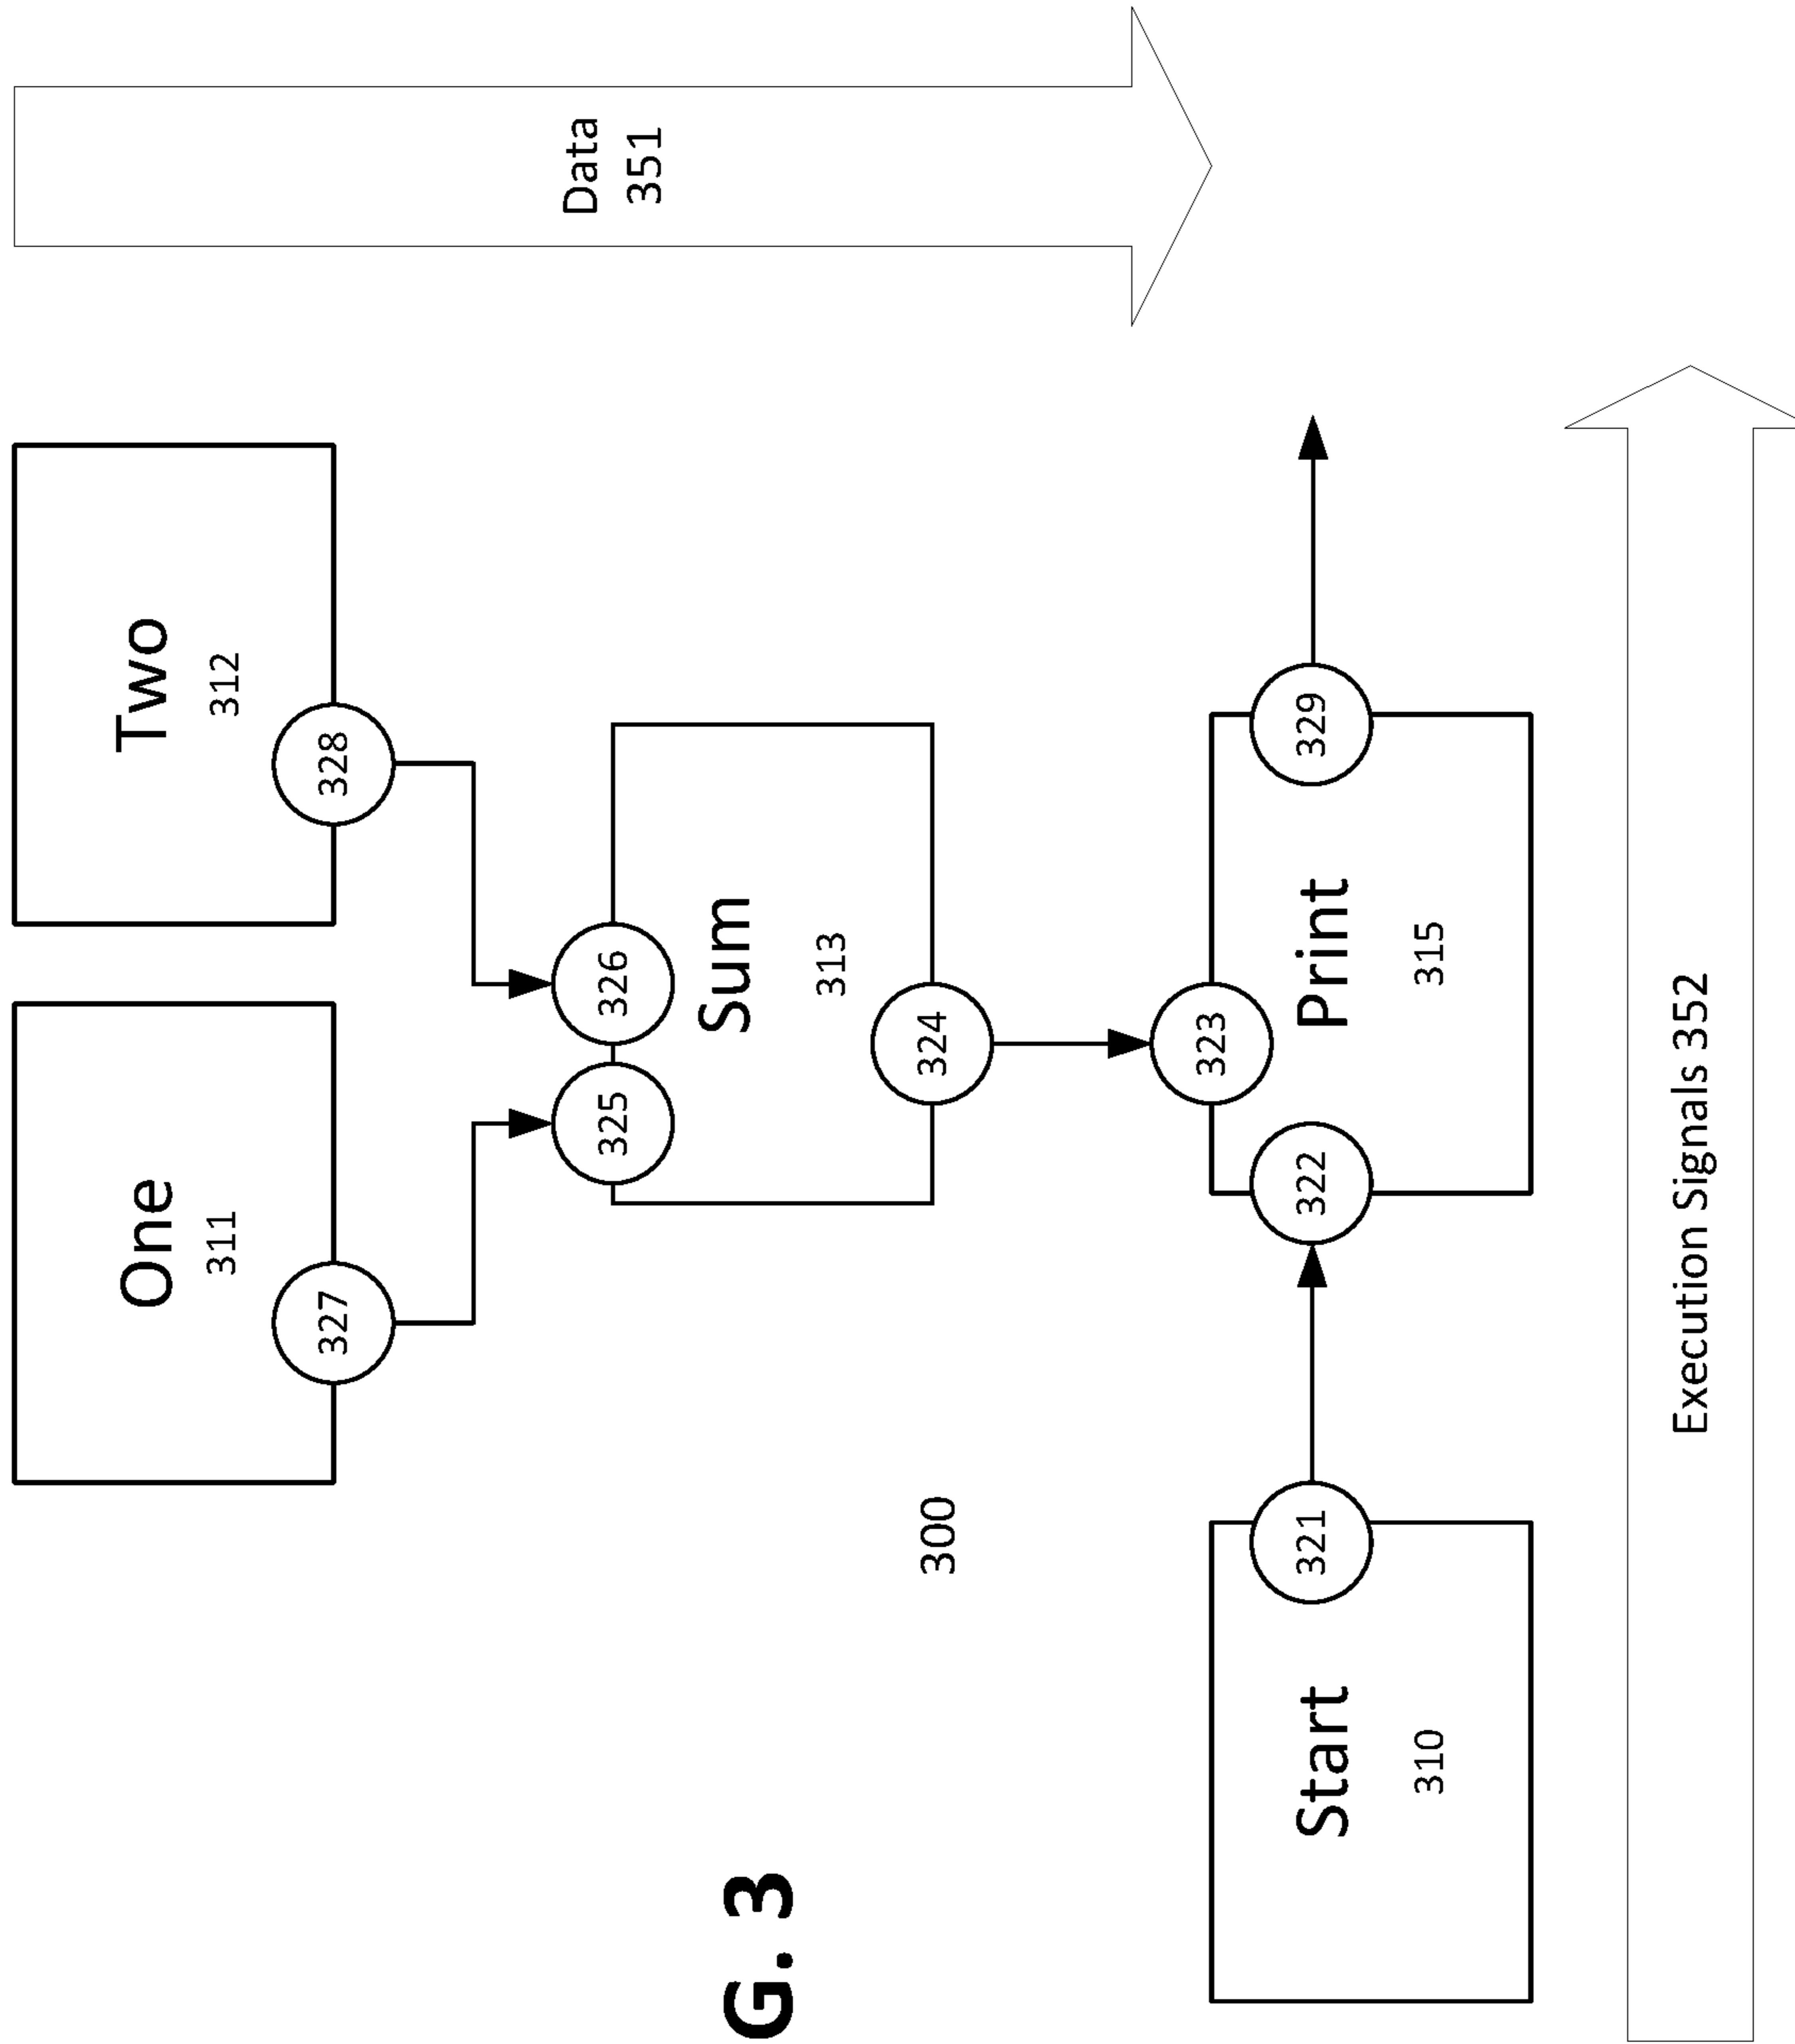 One
311
327
Two
312
328
Data
351
325
326
Sum
313
324
300
G. 3
Start
310
321
322
323
Print
315
329
Execution Signals 352